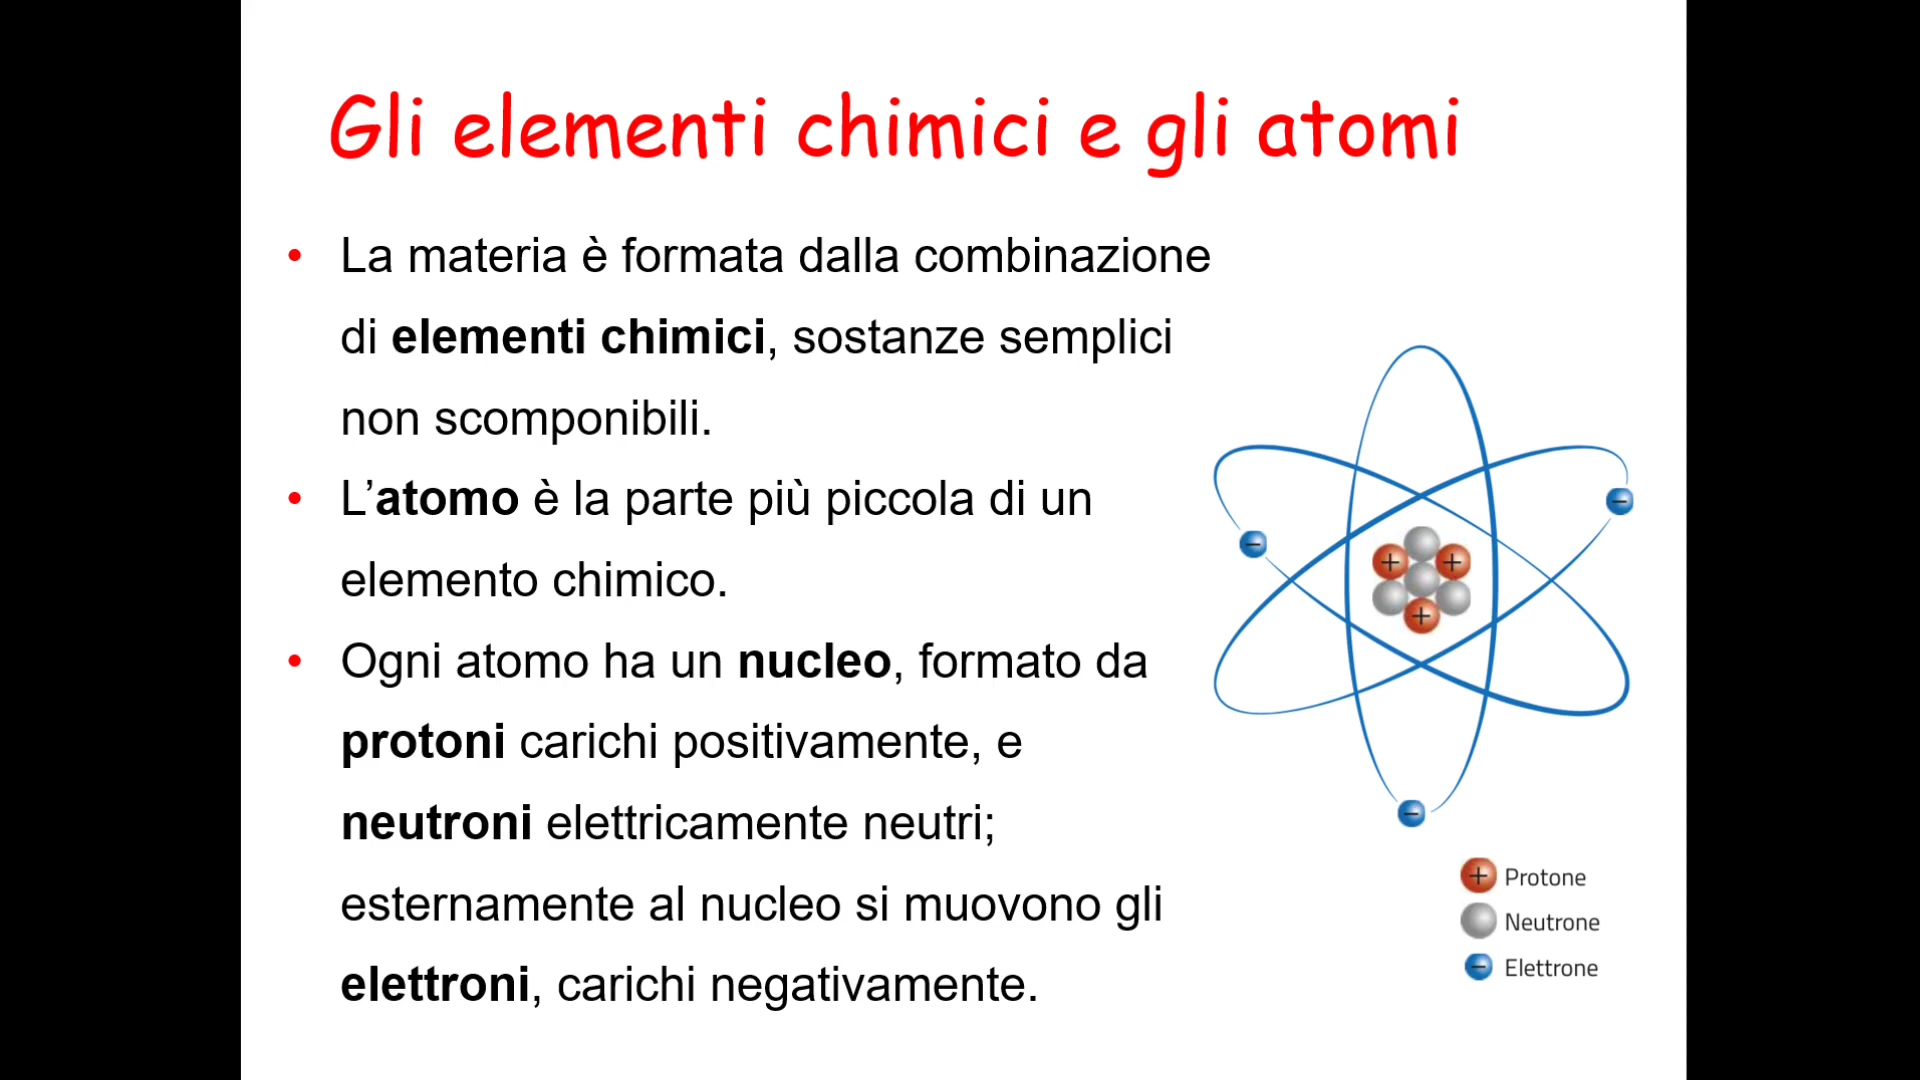 Gli elementi chimici e gli atomi
• La materia è formata dalla combinazione
di elementi chimici, sostanze semplici
non scomponibili.
• L’atomo è la parte più piccola di un
elemento chimico.
• Ogni atomo ha un nucleo, formato da
protoni carichi positivamente, e
neutroni elettricamente neutri;
esternamente al nucleo si muovono gli
elettroni, carichi negativamente.
−
−
+ +
+
−
+ Protone
Neutrone
− Elettrone